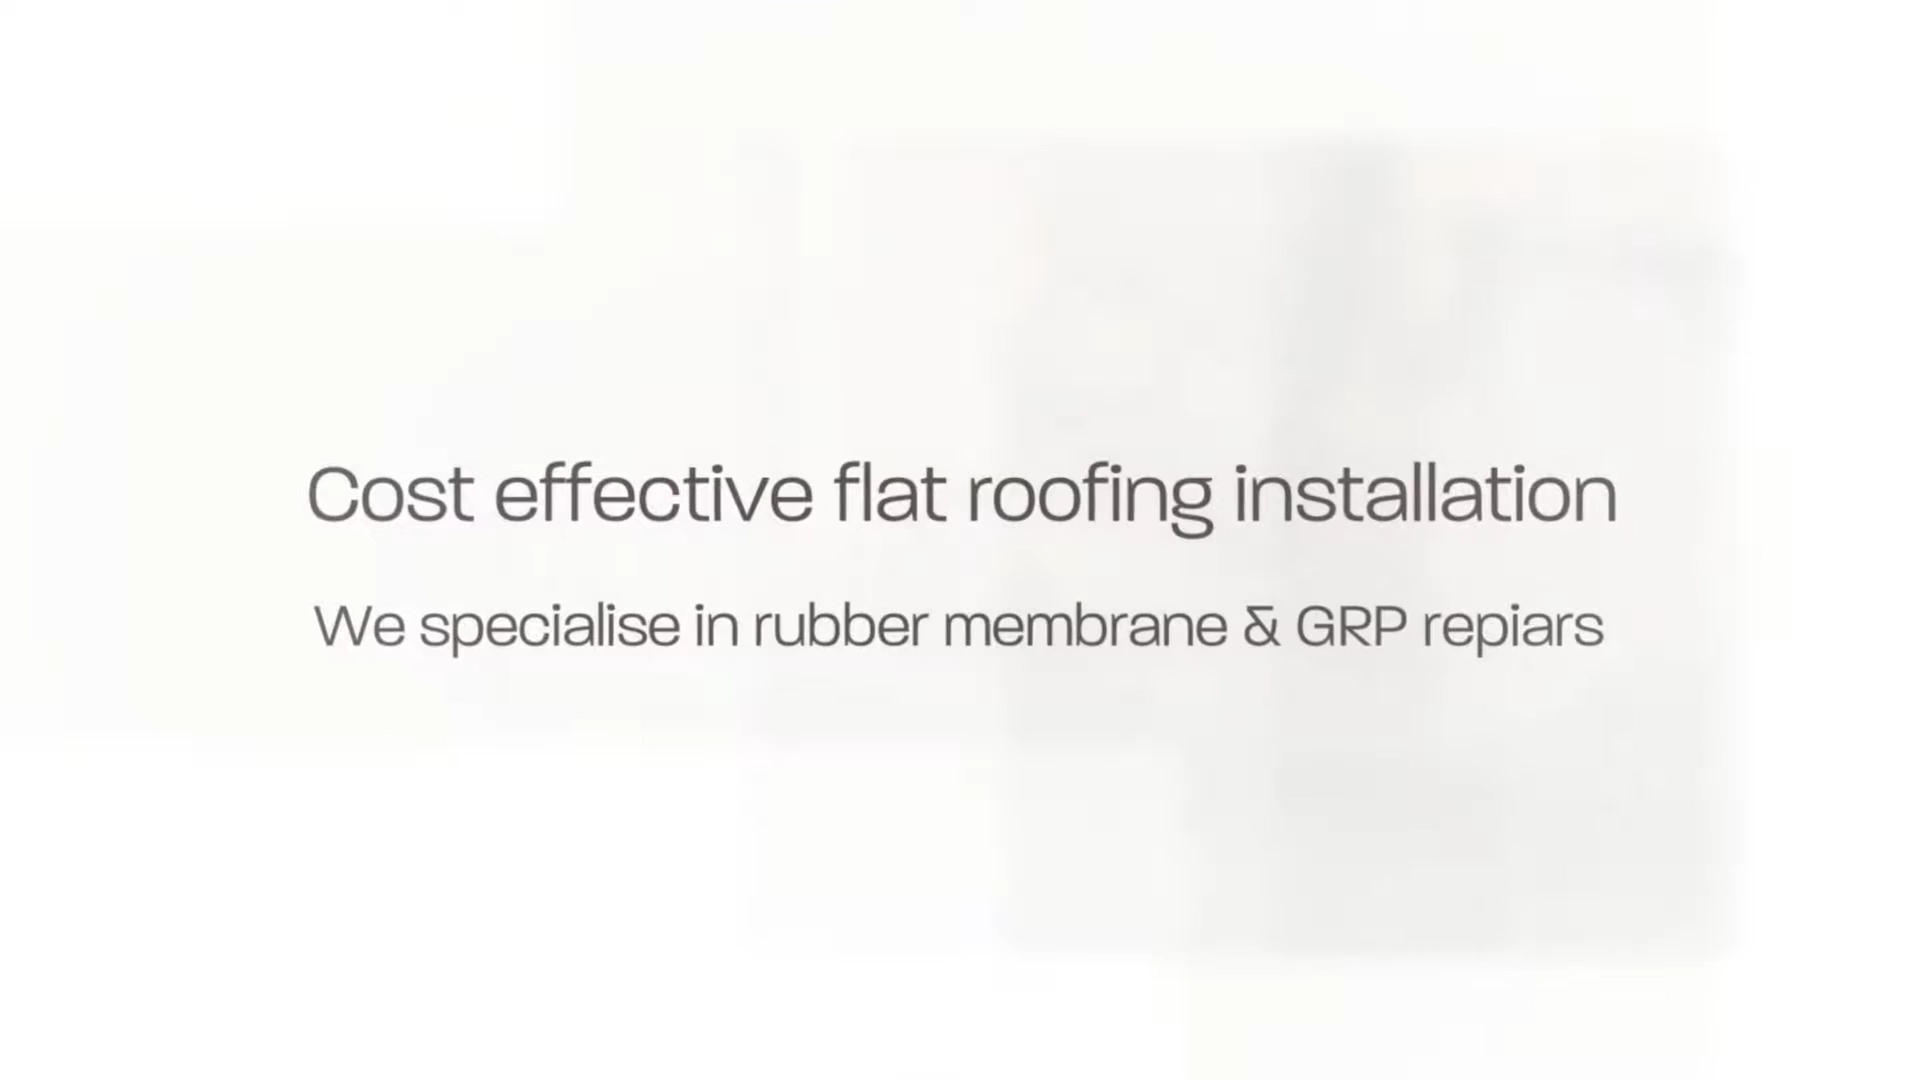 Cost effective flat roofing installation
We specialise in rubber membrane & GRP repiars